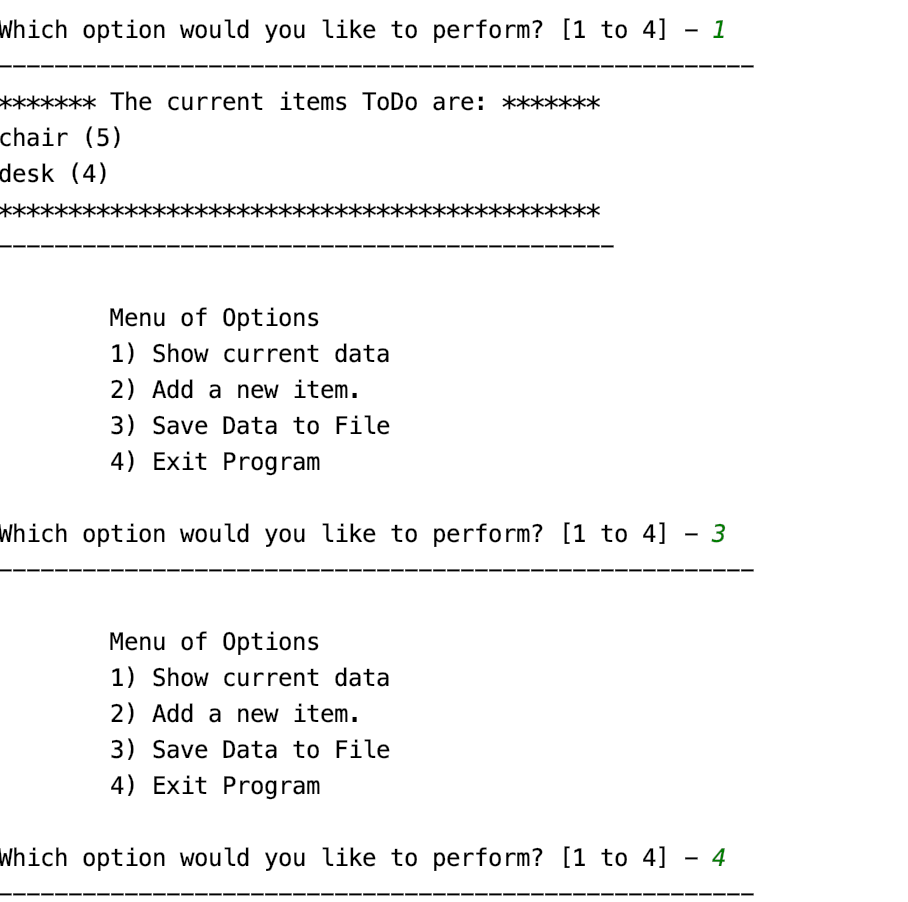 Which option would you like to perform? [1 to 4] – 1
––––––––––––––––––––––––––––––––––––––––––––––––––––––
******* The current items ToDo are: *******
chair (5)
desk (4)
*******************************************
––––––––––––––––––––––––––––––––––––––––––––
Menu of Options
1) Show current data
2) Add a new item.
3) Save Data to File
4) Exit Program
Which option would you like to perform? [1 to 4] – 3
––––––––––––––––––––––––––––––––––––––––––––––––––––––
Menu of Options
1) Show current data
2) Add a new item.
3) Save Data to File
4) Exit Program
Which option would you like to perform? [1 to 4] – 4
––––––––––––––––––––––––––––––––––––––––––––––––––––––